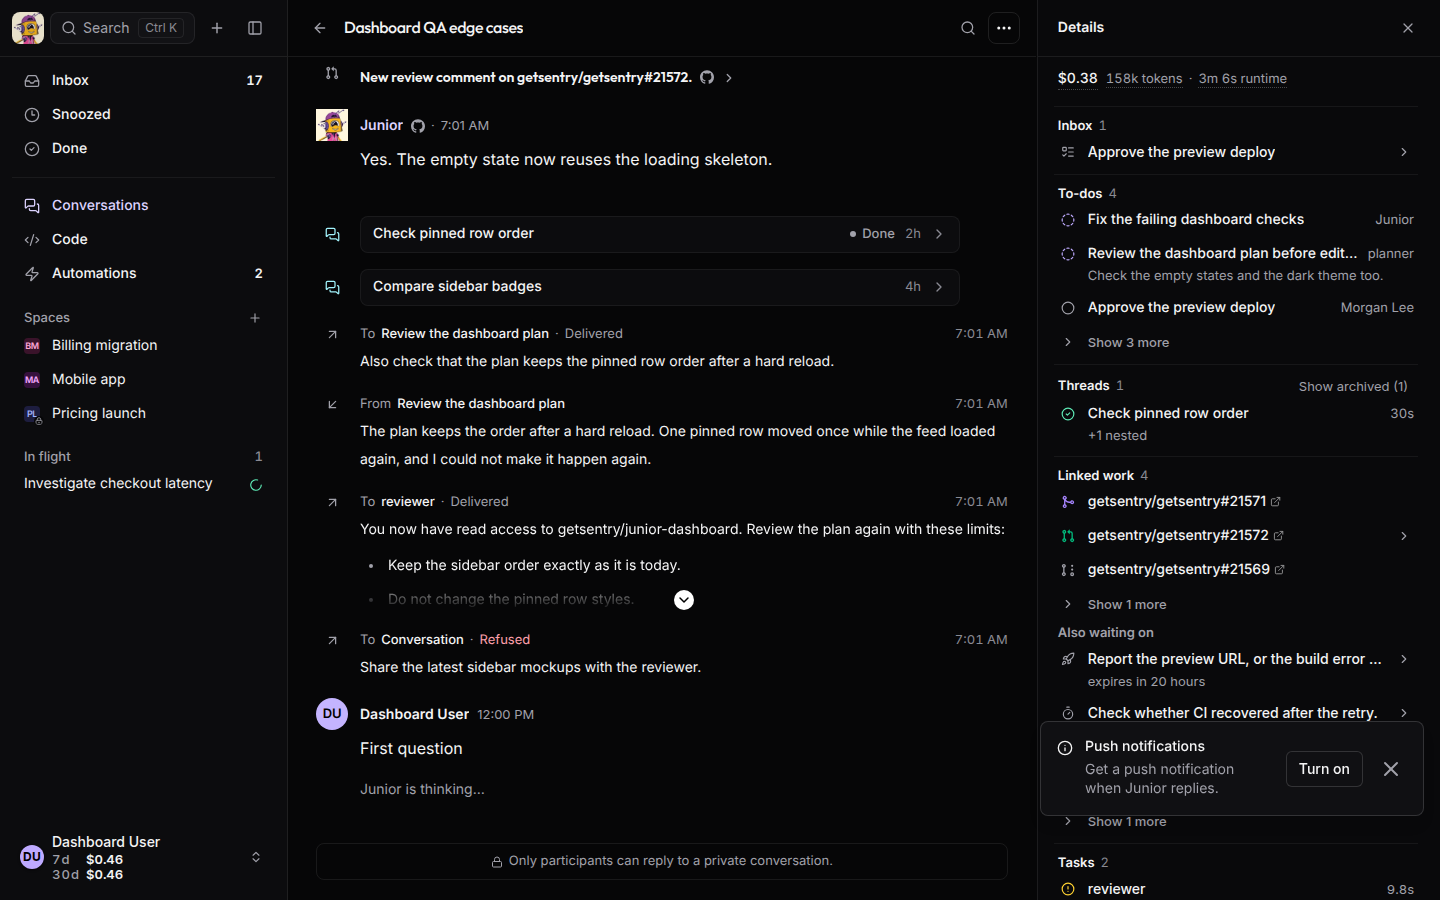 Search Ctrl K
Inbox 17
Snoozed
Done
Conversations
Code
Automations 2
Spaces
BM Billing migration
MA Mobile app
PL Pricing launch
In flight 1
Investigate checkout latency
DU Dashboard User
7d $0.46
30d $0.46
Dashboard QA edge cases
New review comment on getsentry/getsentry#21572.
Junior · 7:01 AM
Yes. The empty state now reuses the loading skeleton.
Check pinned row order Done 2h
Compare sidebar badges 4h
To Review the dashboard plan · Delivered 7:01 AM
Also check that the plan keeps the pinned row order after a hard reload.
From Review the dashboard plan 7:01 AM
The plan keeps the order after a hard reload. One pinned row moved once while the feed loaded
again, and I could not make it happen again.
To reviewer · Delivered 7:01 AM
You now have read access to getsentry/junior-dashboard. Review the plan again with these limits:
• Keep the sidebar order exactly as it is today.
• Do not change the pinned row styles.
To Conversation · Refused 7:01 AM
Share the latest sidebar mockups with the reviewer.
DU Dashboard User 12:00 PM
First question
Junior is thinking...
Only participants can reply to a private conversation.
Details
$0.38 158k tokens · 3m 6s runtime
Inbox 1
Approve the preview deploy
To-dos 4
Fix the failing dashboard checks Junior
Review the dashboard plan before edit... planner
Check the empty states and the dark theme too.
Approve the preview deploy Morgan Lee
Show 3 more
Threads 1 Show archived (1)
Check pinned row order 30s
+1 nested
Linked work 4
getsentry/getsentry#21571
getsentry/getsentry#21572
getsentry/getsentry#21569
Show 1 more
Also waiting on
Report the preview URL, or the build error ...
expires in 20 hours
Check whether CI recovered after the retry.
Push notifications
Get a push notification
when Junior replies.
Turn on
Show 1 more
Tasks 2
reviewer 9.8s